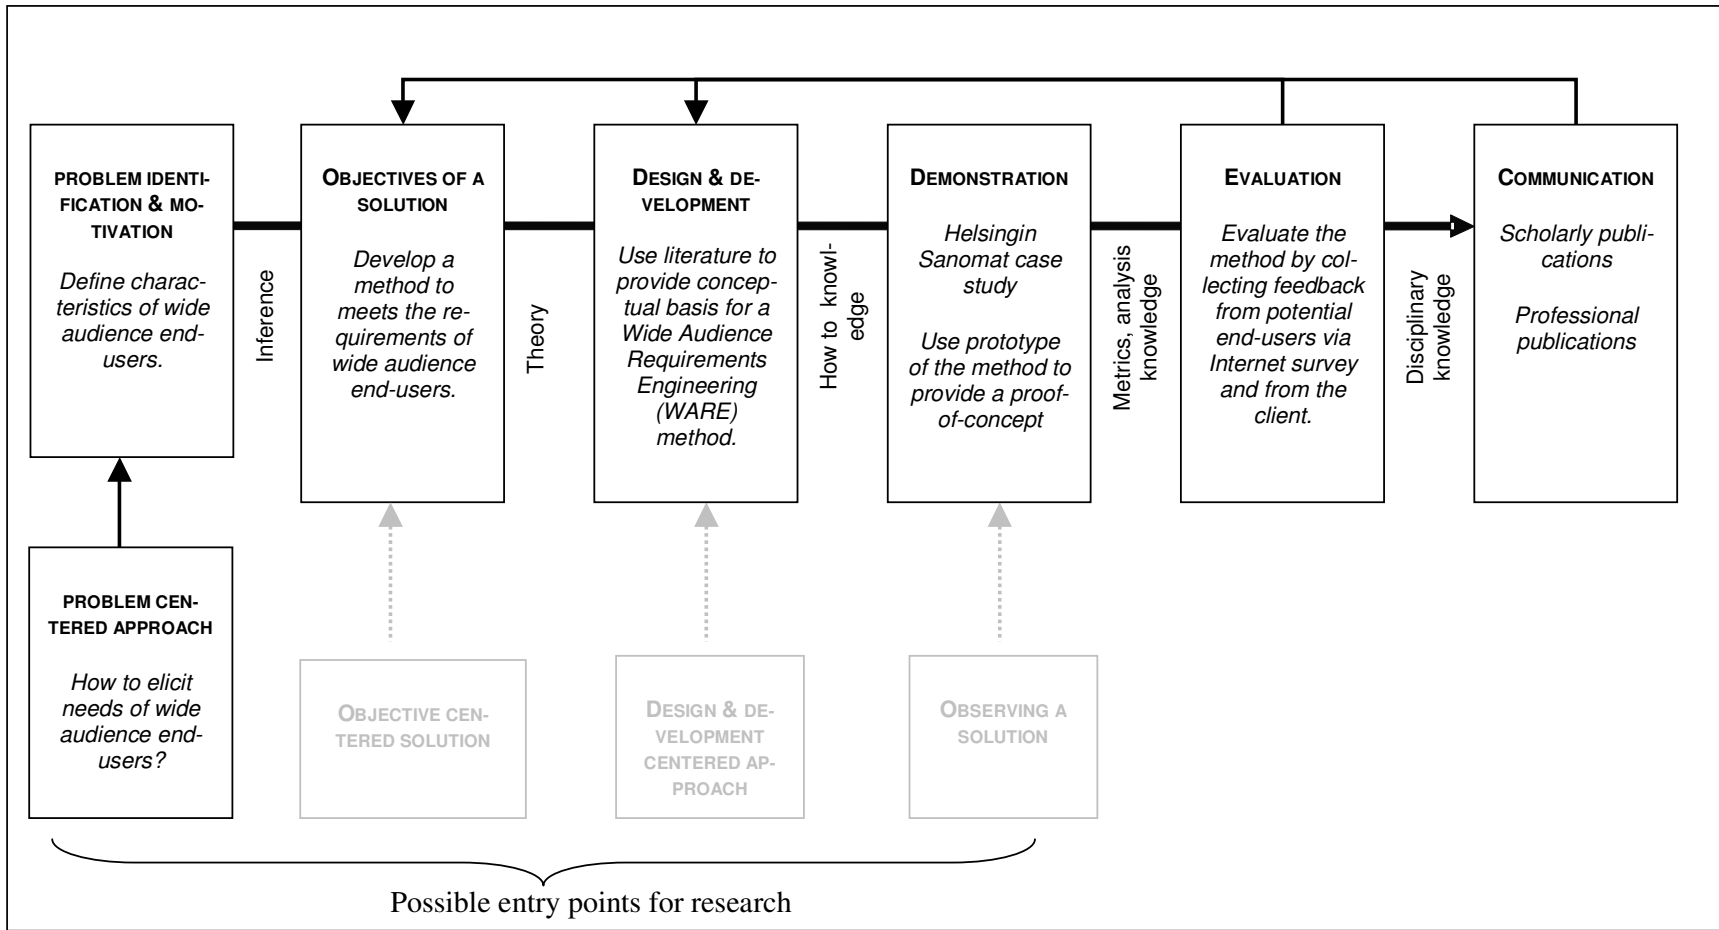 PROBLEM IDENTI-
FICATION & MO-
TIVATION
Define charac-
teristics of wide
audience end-
users.
Inference
OBJECTIVES OF A
SOLUTION
Develop a
method to
meets the re-
quirements of
wide audience
end-users.
Theory
DESIGN & DE-
VELOPMENT
Use literature to
provide concep-
tual basis for a
Wide Audience
Requirements
Engineering
(WARE)
method.
How to knowl-
edge
DEMONSTRATION
Helsingin
Sanomat case
study
Use prototype
of the method to
provide a proof-
of-concept
Metrics, analysis
knowledge
EVALUATION
Evaluate the
method by col-
lecting feedback
from potential
end-users via
Internet survey
and from the
client.
Disciplinary
knowledge
COMMUNICATION
Scholarly publi-
cations
Professional
publications
PROBLEM CEN-
TERED APPROACH
How to elicit
needs of wide
audience end-
users?
OBJECTIVE CEN-
TERED SOLUTION
DESIGN & DE-
VELOPMENT
CENTERED AP-
PROACH
OBSERVING A
SOLUTION
Possible entry points for research